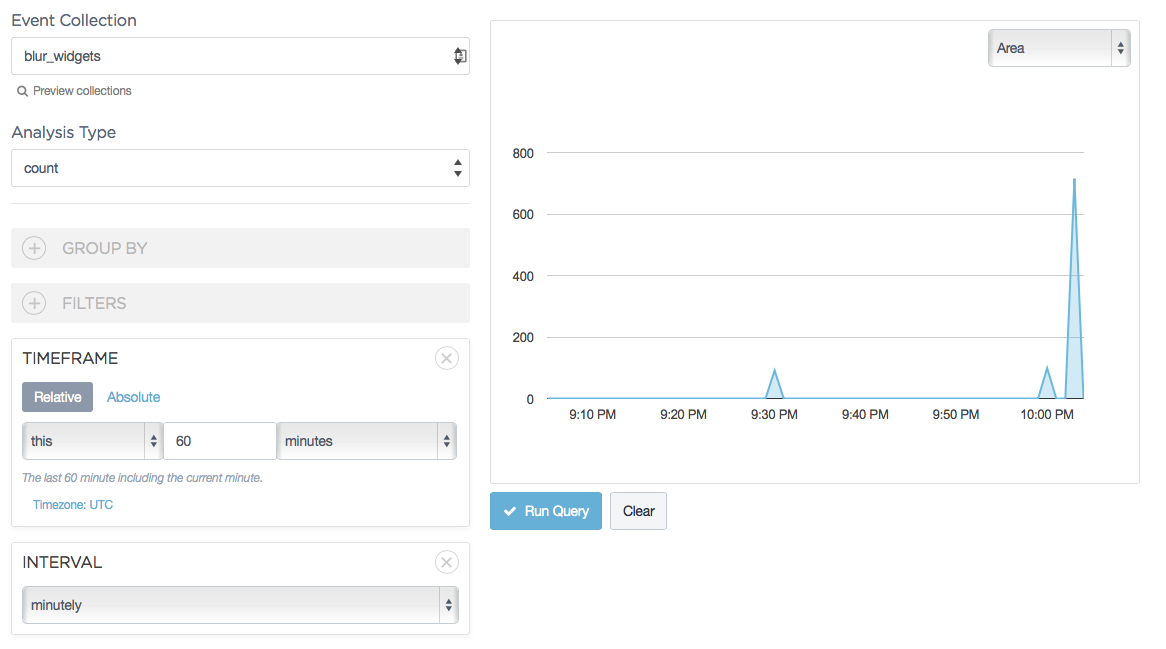 Event Collection
blur_widgets
Preview collections
Analysis Type
count
GROUP BY
FILTERS
TIMEFRAME
Relative Absolute
this 60 minutes
The last 60 minute including the current minute.
Timezone: UTC
INTERVAL
minutely
Area
800
600
400
200
0
9:10 PM 9:20 PM 9:30 PM 9:40 PM 9:50 PM 10:00 PM
Run Query Clear